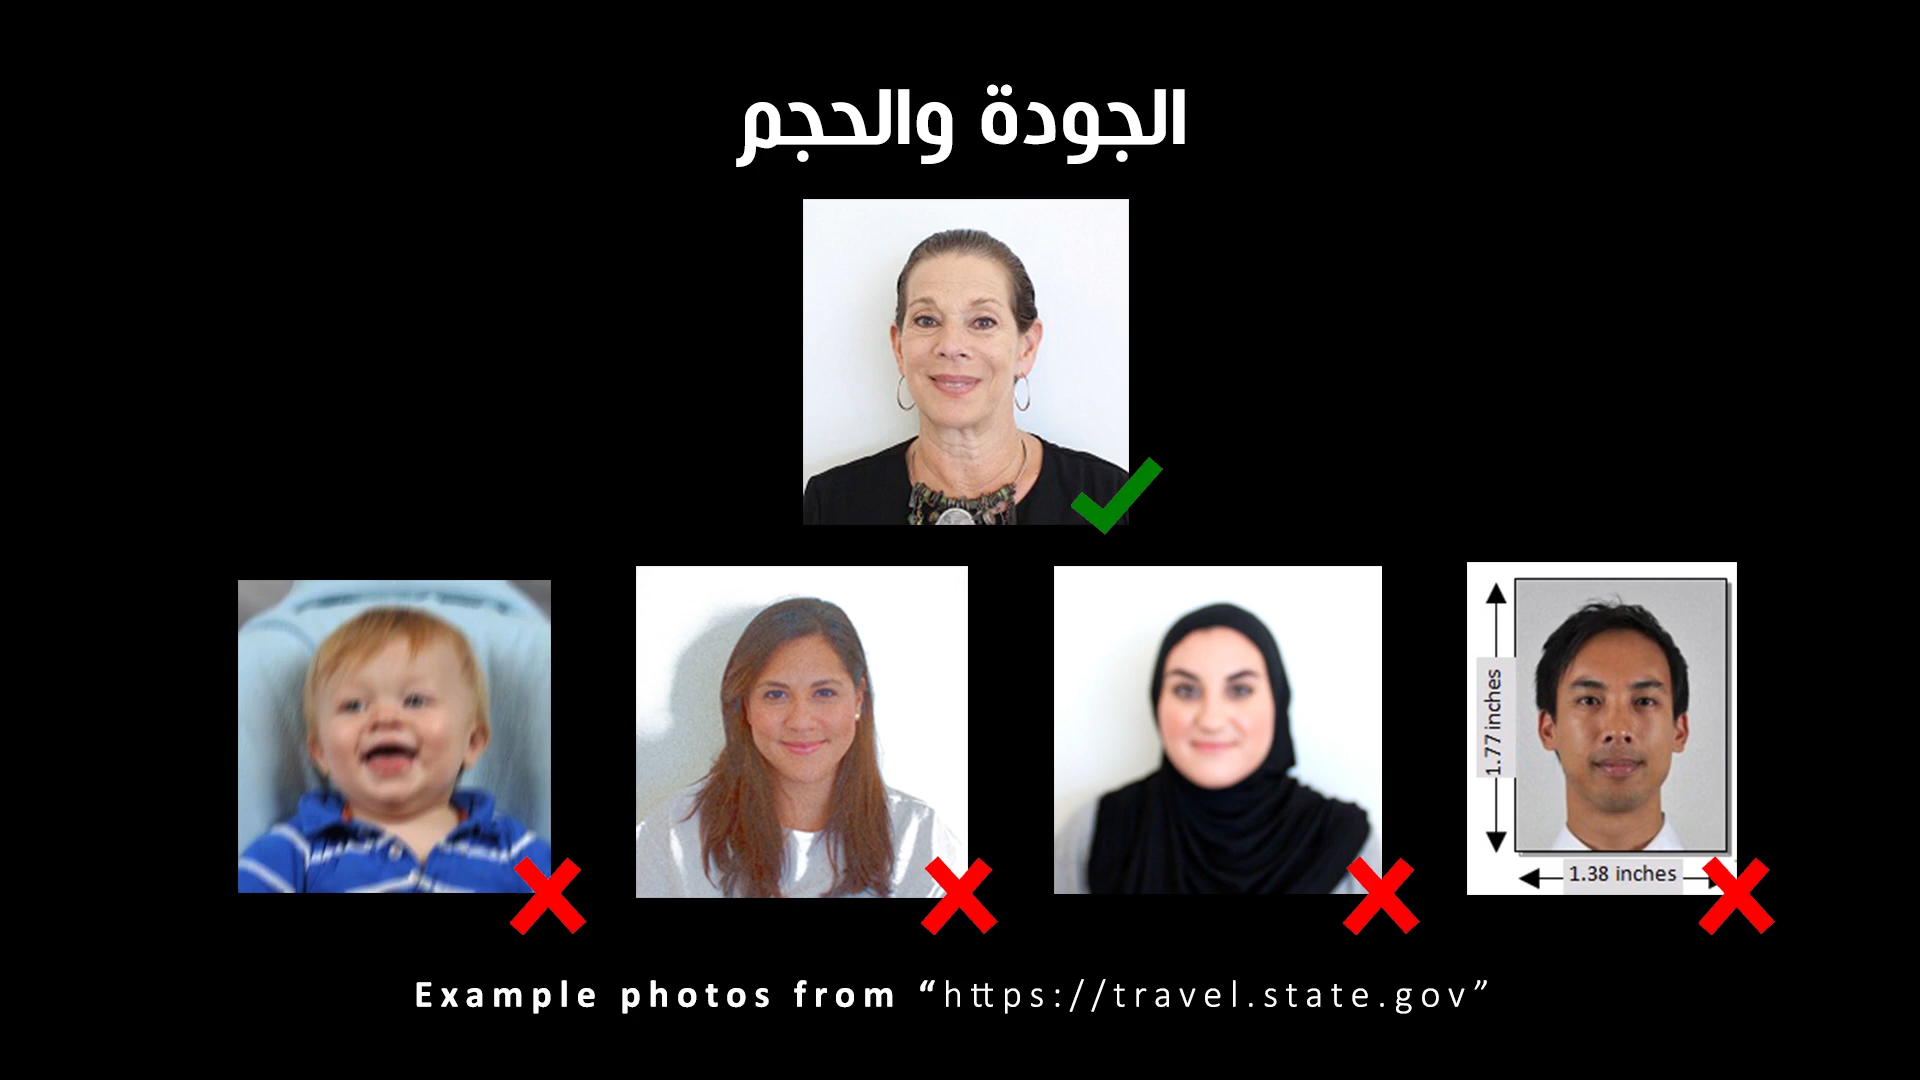 الجودة والحجم
1.77 inches
1.38 inches
Example photos from “https://travel.state.gov”